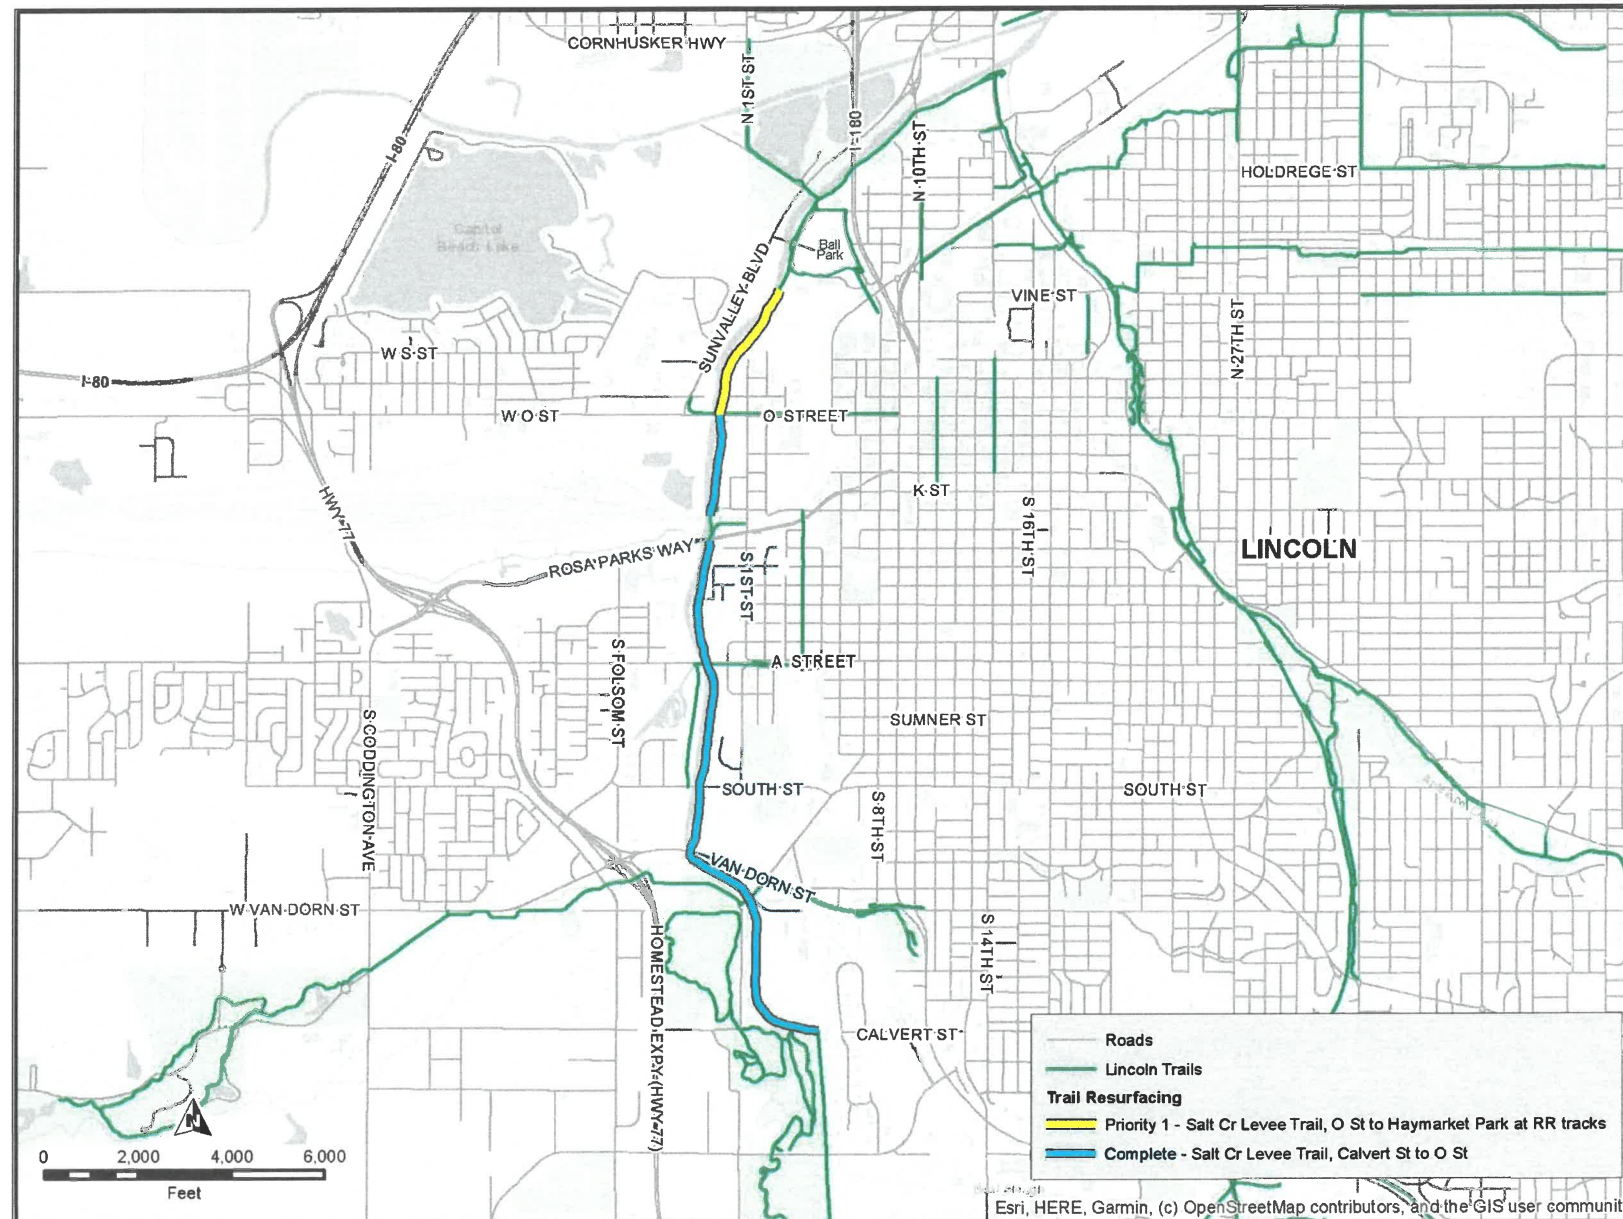 CORNHUSKER HWY
N 1ST ST
I-180
I-80
N 10TH ST
HOLDREGE ST
Capitol
Beach Lake
Ball
Park
SUN VALLEY BLVD
VINE ST
N 27TH ST
W S ST
I-80
W O ST
O STREET
K ST
HWY 77
S 16TH ST
LINCOLN
ROSA PARKS WAY
S 1ST ST
S FOLSOM ST
A STREET
SUMNER ST
S CODDINGTON AVE
SOUTH ST
SOUTH ST
S 8TH ST
VAN DORN ST
W VAN DORN ST
S 14TH ST
HOMESTEAD EXPY (HWY 77)
CALVERT ST
N
0 2,000 4,000 6,000
Feet
Roads
Lincoln Trails
Trail Resurfacing
Priority 1 - Salt Cr Levee Trail, O St to Haymarket Park at RR tracks
Complete - Salt Cr Levee Trail, Calvert St to O St
Esri, HERE, Garmin, (c) OpenStreetMap contributors, and the GIS user communit